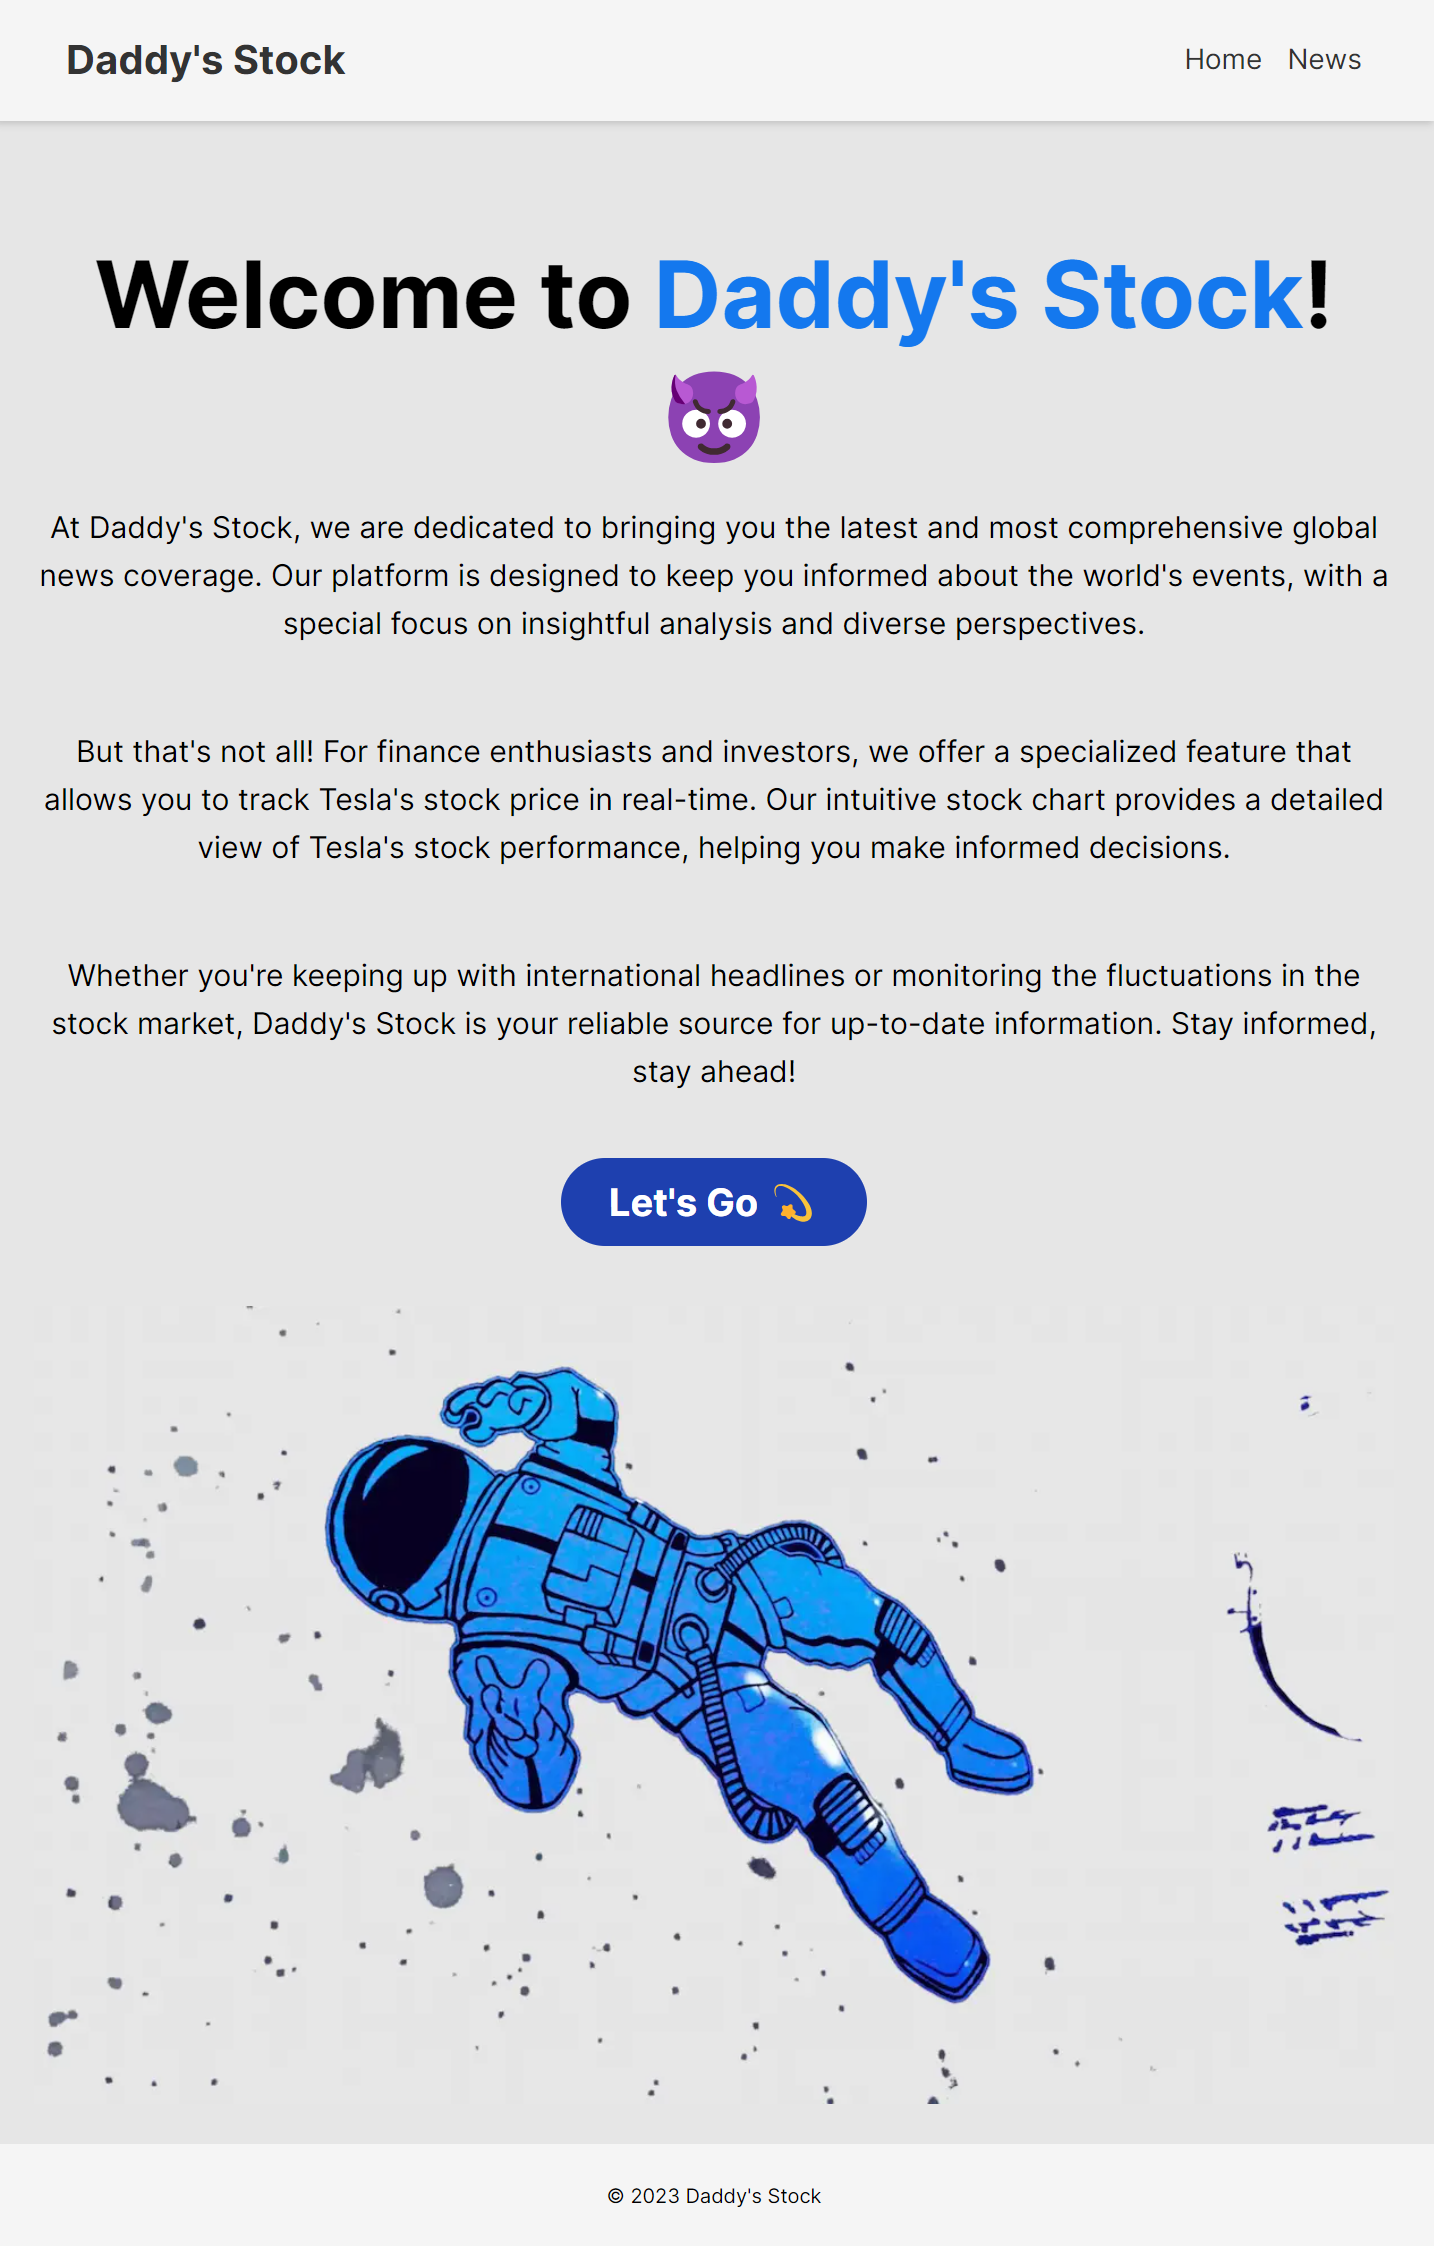 Daddy's Stock
Home News
Welcome to Daddy's Stock!
😈
At Daddy's Stock, we are dedicated to bringing you the latest and most comprehensive global
news coverage. Our platform is designed to keep you informed about the world's events, with a
special focus on insightful analysis and diverse perspectives.
But that's not all! For finance enthusiasts and investors, we offer a specialized feature that
allows you to track Tesla's stock price in real-time. Our intuitive stock chart provides a detailed
view of Tesla's stock performance, helping you make informed decisions.
Whether you're keeping up with international headlines or monitoring the fluctuations in the
stock market, Daddy's Stock is your reliable source for up-to-date information. Stay informed,
stay ahead!
Let's Go 💫
© 2023 Daddy's Stock